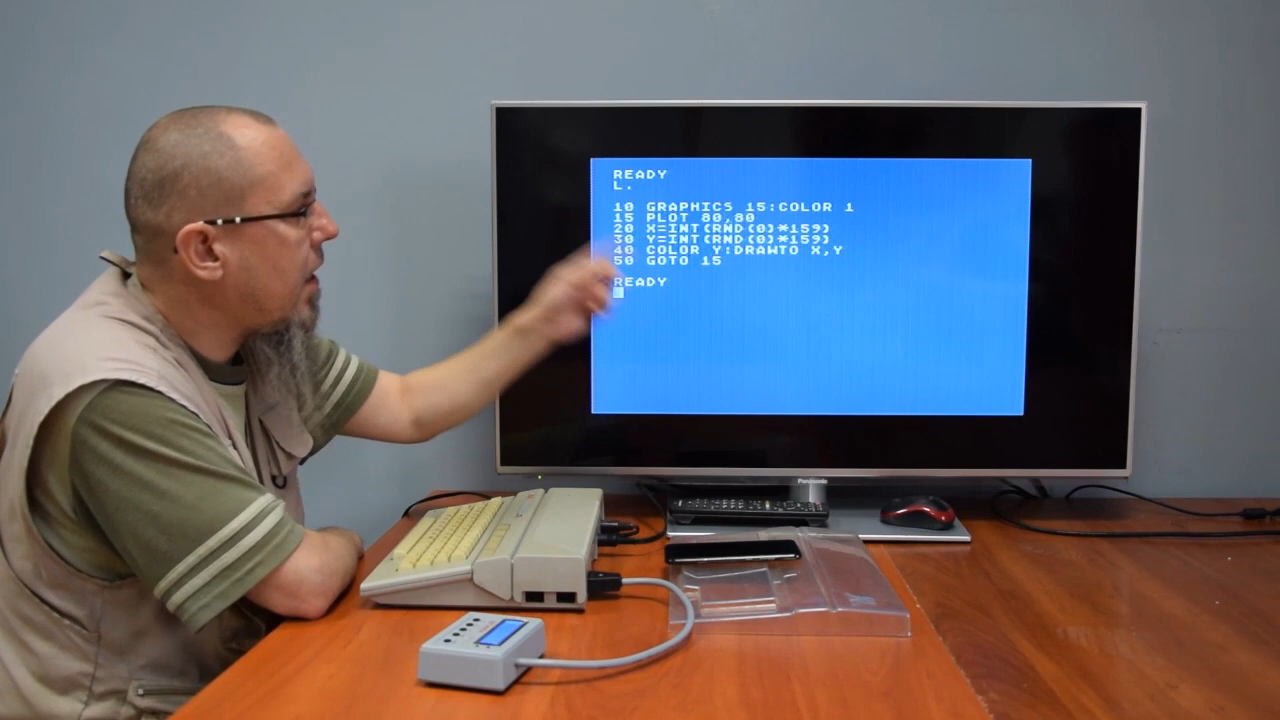 READY
L.
10 GRAPHICS 15:COLOR 1
15 PLOT 80,80
20 X=INT(RND(0)*159)
30 Y=INT(RND(0)*159)
40 COLOR Y:DRAWTO X,Y
50 GOTO 15
READY
Panasonic